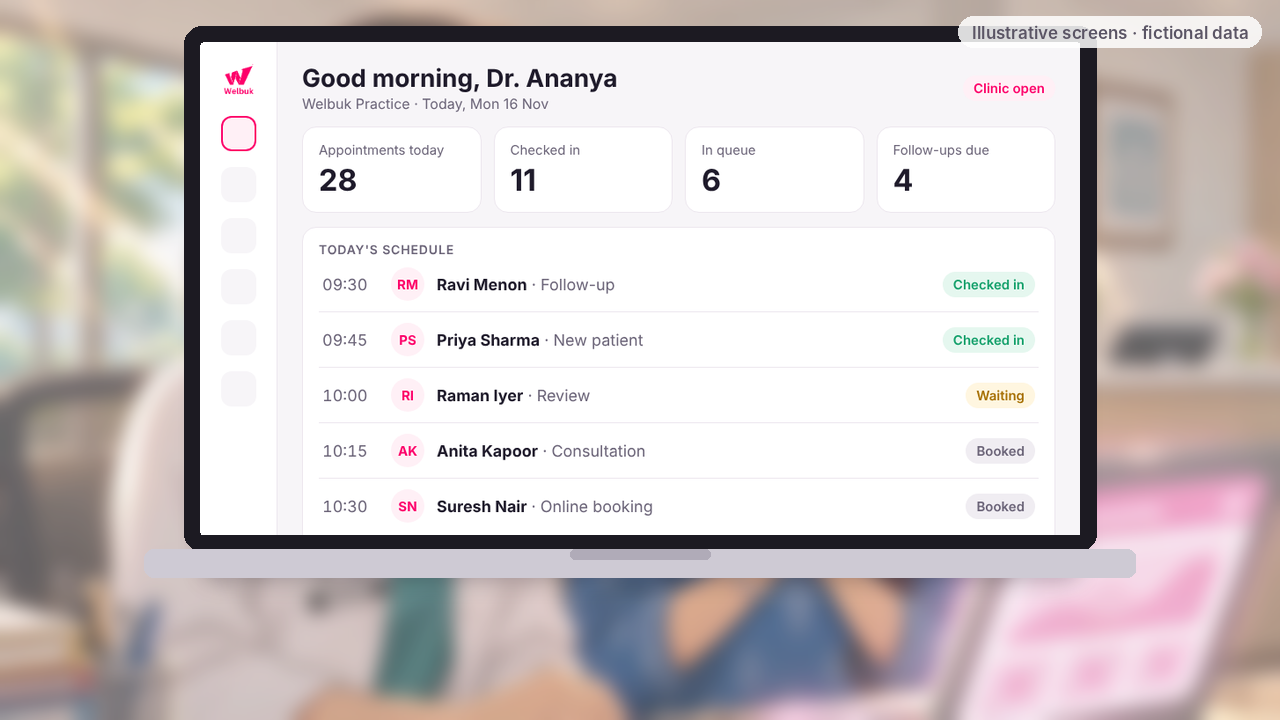 Illustrative screens · fictional data
Welbuk
Good morning, Dr. Ananya
Welbuk Practice · Today, Mon 16 Nov
Clinic open
Appointments today
28
Checked in
11
In queue
6
Follow-ups due
4
TODAY'S SCHEDULE
09:30 RM Ravi Menon · Follow-up Checked in
09:45 PS Priya Sharma · New patient Checked in
10:00 RI Raman Iyer · Review Waiting
10:15 AK Anita Kapoor · Consultation Booked
10:30 SN Suresh Nair · Online booking Booked